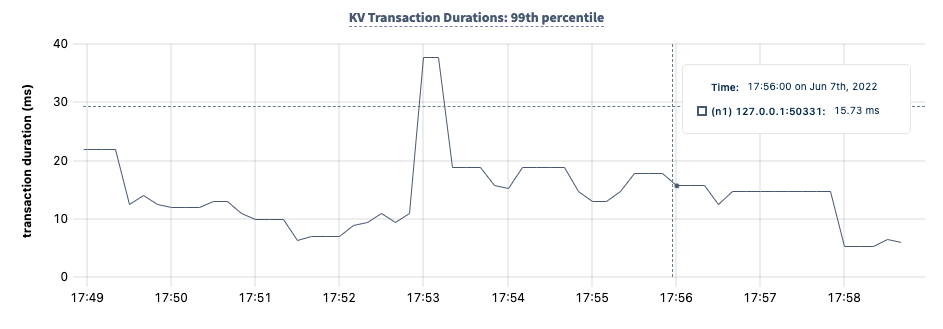 KV Transaction Durations: 99th percentile
transaction duration (ms)
40
30
20
10
0
Time: 17:56:00 on Jun 7th, 2022
(n1) 127.0.0.1:50331: 15.73 ms
17:49 17:50 17:51 17:52 17:53 17:54 17:55 17:56 17:57 17:58